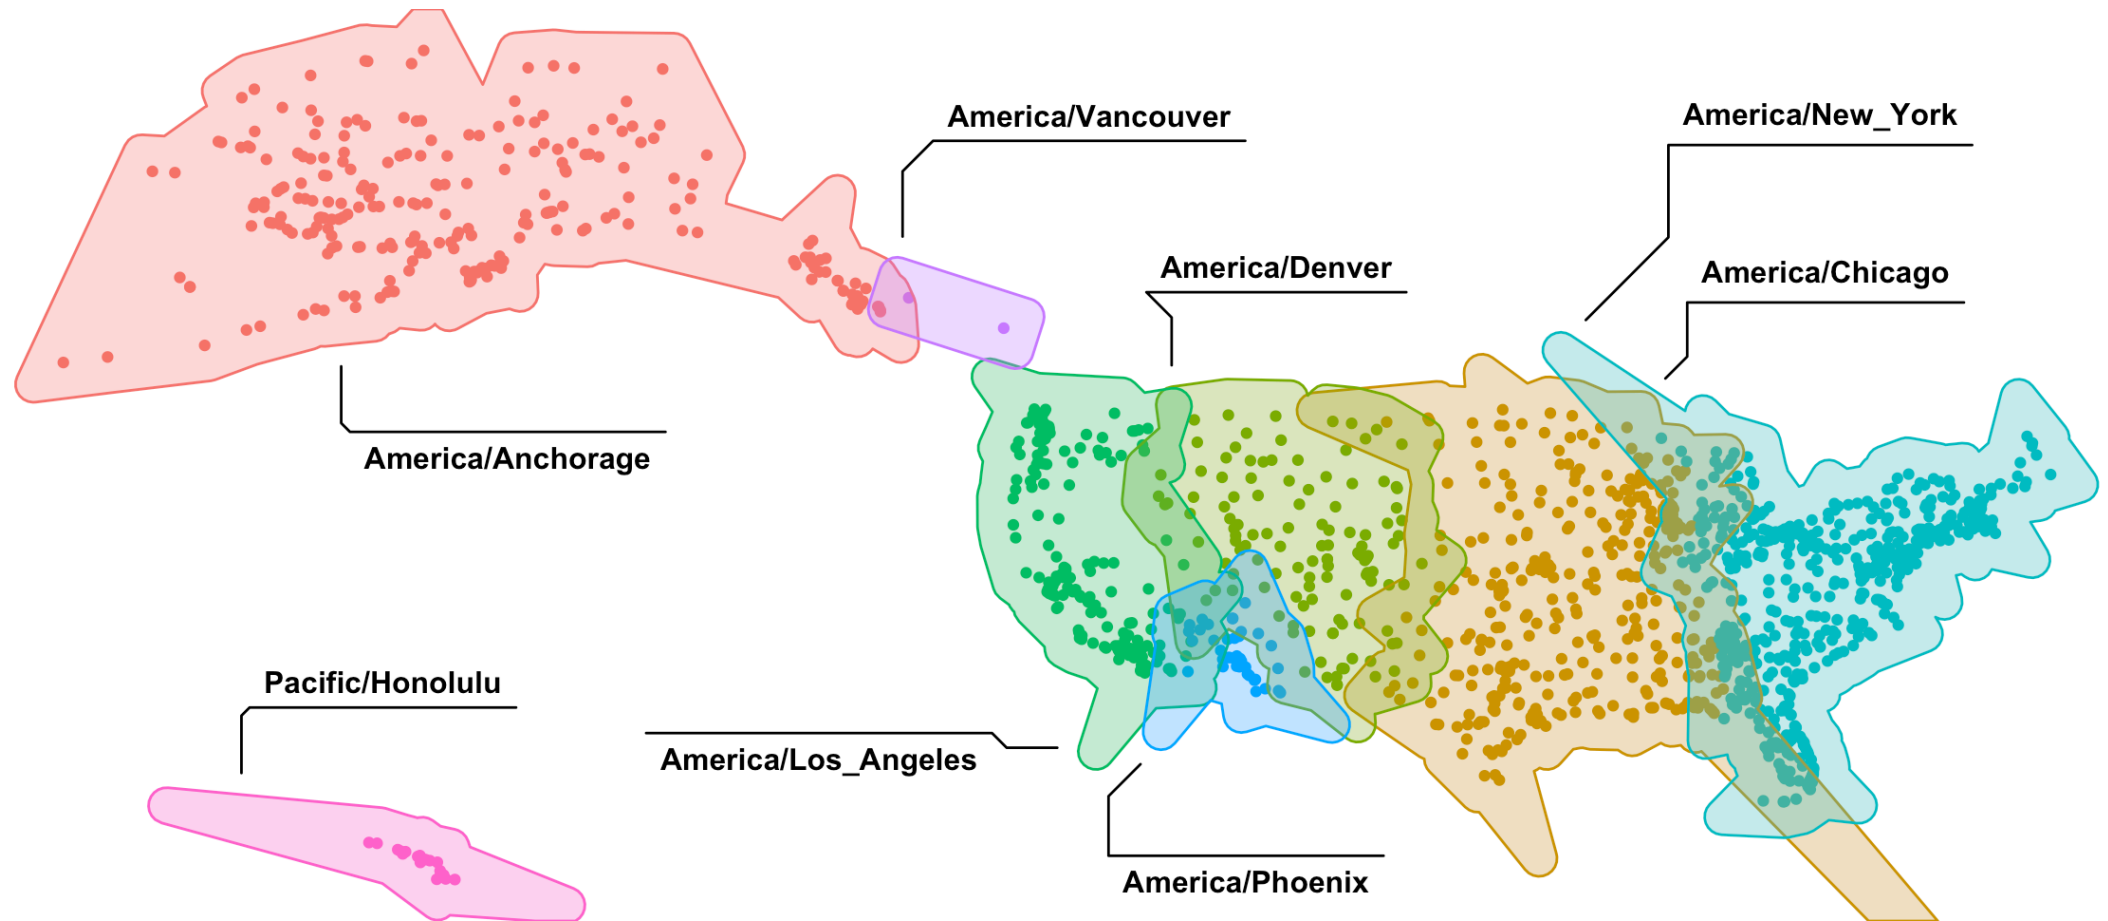 America/Vancouver
America/New_York
America/Denver
America/Chicago
America/Anchorage
Pacific/Honolulu
America/Los_Angeles
America/Phoenix